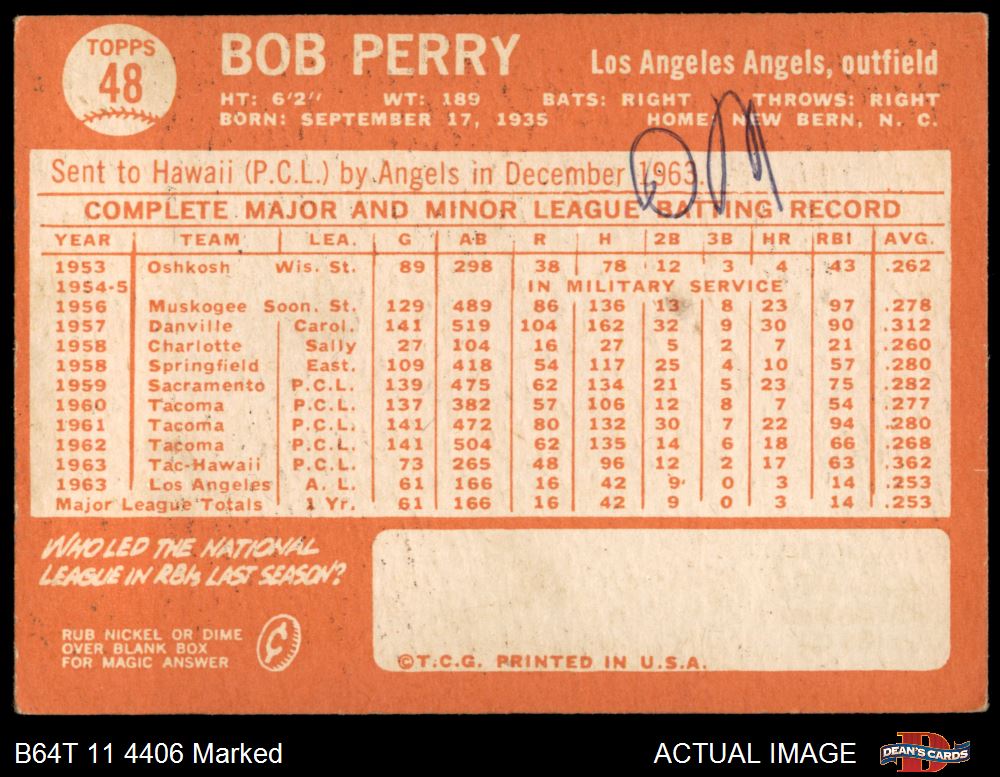 TOPPS
48
BOB PERRY
Los Angeles Angels, outfield
HT: 6'2" WT: 189 BATS: RIGHT THROWS: RIGHT
BORN: SEPTEMBER 17, 1935 HOME: NEW BERN, N. C.
Sent to Hawaii (P.C.L.) by Angels in December 1963.
COMPLETE MAJOR AND MINOR LEAGUE BATTING RECORD
YEAR TEAM LEA. G AB R H 2B 3B HR RBI AVG.
1953 Oshkosh Wis. St. 89 298 38 78 12 3 4 43 .262
1954-5 IN MILITARY SERVICE
1956 Muskogee Soon. St. 129 489 86 136 13 8 23 97 .278
1957 Danville Carol. 141 519 104 162 32 9 30 90 .312
1958 Charlotte Sally 27 104 16 27 5 2 7 21 .260
1958 Springfield East. 109 418 54 117 25 4 10 57 .280
1959 Sacramento P.C.L. 139 475 62 134 21 5 23 75 .282
1960 Tacoma P.C.L. 137 382 57 106 12 8 7 54 .277
1961 Tacoma P.C.L. 141 472 80 132 30 7 22 94 .280
1962 Tacoma P.C.L. 141 504 62 135 14 6 18 66 .268
1963 Tac-Hawaii P.C.L. 73 265 48 96 12 2 17 63 .362
1963 Los Angeles A. L. 61 166 16 42 9 0 3 14 .253
Major League Totals 1 Yr. 61 166 16 42 9 0 3 14 .253
WHO LED THE NATIONAL
LEAGUE IN RBIs LAST SEASON?
RUB NICKEL OR DIME
OVER BLANK BOX
FOR MAGIC ANSWER
©T.C.G. PRINTED IN U.S.A.
B64T 11 4406 Marked
ACTUAL IMAGE
DEAN'S CARDS